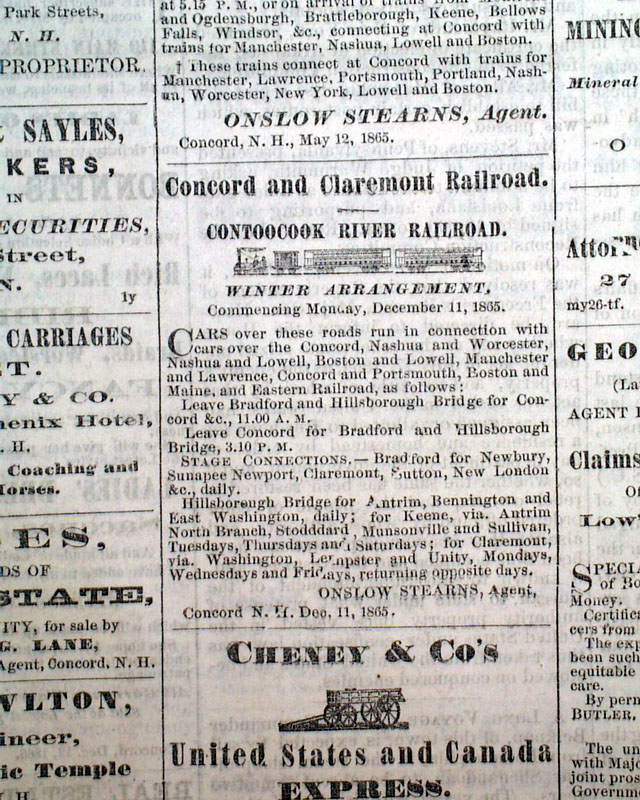 Park Streets,
N. H.
PROPRIETOR.
SAYLES,
KERS,
IN
ECURITIES,
Street,
N.
1y
CARRIAGES
T.
Y & CO.
henix Hotel,
. H.
Coaching and
Horses.
ES,
DS OF
STATE,
ITY, for sale by
G. LANE,
Agent, Concord, N. H.
WLTON,
ineer,
ic Temple
H.
at 5.15 P. M., or on arrival of trains from
and Ogdensburgh, Brattleborough, Keene, Bellows
Falls, Windsor, &c., connecting at Concord with
trains for Manchester, Nashua, Lowell and Boston.
† These trains connect at Concord with trains for
Manchester, Lawrence, Portsmouth, Portland, Nash-
ua, Worcester, New York, Lowell and Boston.
ONSLOW STEARNS, Agent.
Concord, N. H., May 12, 1865.
Concord and Claremont Railroad.
CONTOOCOOK RIVER RAILROAD.
WINTER ARRANGEMENT.
Commencing Monday, December 11, 1865.
CARS over these roads run in connection with
cars over the Concord, Nashua and Worcester,
Nashua and Lowell, Boston and Lowell, Manchester
and Lawrence, Concord and Portsmouth, Boston and
Maine, and Eastern Railroad, as follows:
Leave Bradford and Hillsborough Bridge for Con-
cord &c., 11.00 A. M.
Leave Concord for Bradford and Hillsborough
Bridge, 3.10 P. M.
STAGE CONNECTIONS.—Bradford for Newbury,
Sunapee Newport, Claremont, Sutton, New London
&c., daily.
Hillsborough Bridge for Antrim, Bennington and
East Washington, daily; for Keene, via. Antrim
North Branch, Stodddard, Munsonville and Sullivan,
Tuesdays, Thursdays and Saturdays; for Claremont,
via. Washington, Lempster and Unity, Mondays,
Wednesdays and Fridays, returning opposite days.
ONSLOW STEARNS, Agent,
Concord N. H. Dec. 11, 1865.
CHENEY & CO'S
United States and Canada
EXPRESS.
MINING
Mineral
O
Attor
27
my26-tf.
GEO
(LA
AGENT
Claims
OF
Low
SPECIA
of Bo
Money.
Certifica
cers from
The exp
been such
equitable
care.
By perm
BUTLER,
The un
with Majo
joint pros
Governm